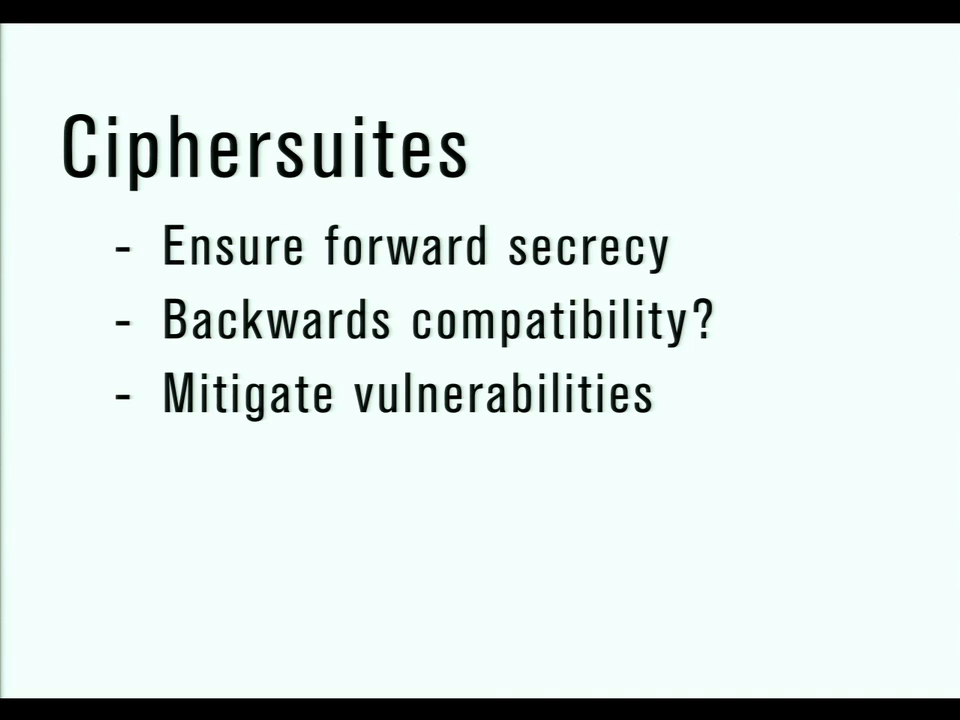 Ciphersuites
- Ensure forward secrecy
- Backwards compatibility?
- Mitigate vulnerabilities